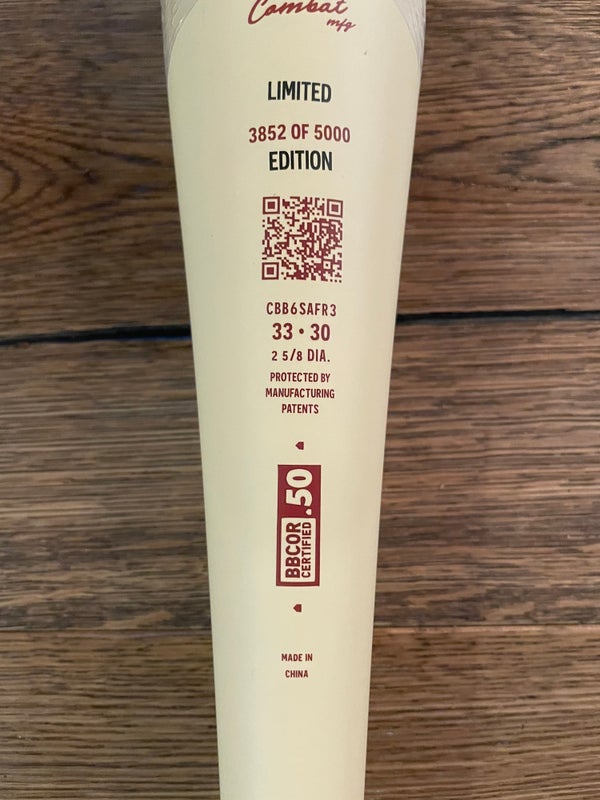 Combat
mfg
LIMITED
3852 OF 5000
EDITION
CBB6SAFR3
33 • 30
2 5/8 DIA.
PROTECTED BY
MANUFACTURING
PATENTS
BBCOR
CERTIFIED
.50
MADE IN
CHINA